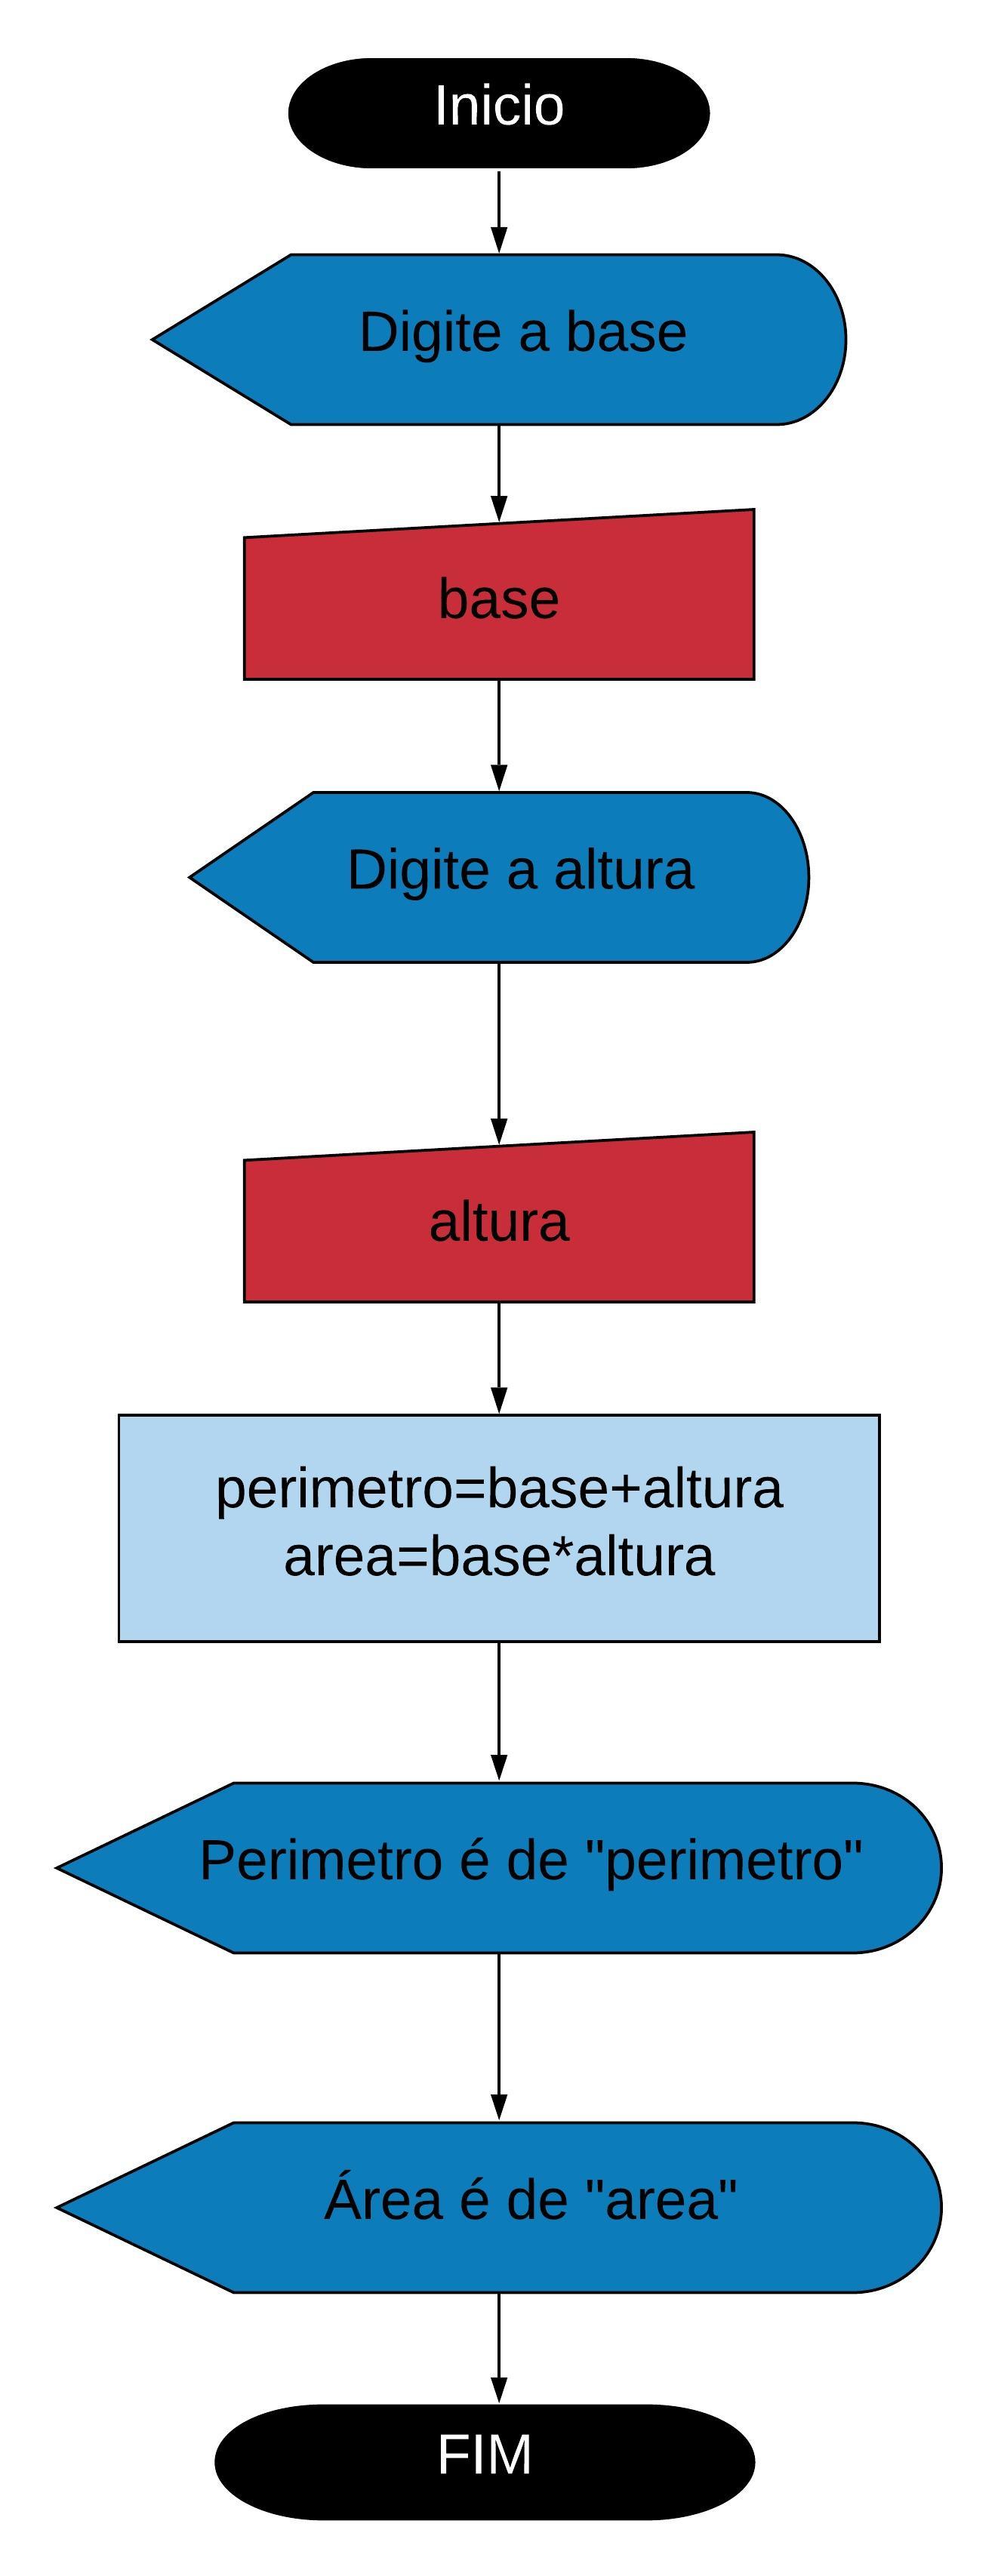 Inicio
Digite a base
base
Digite a altura
altura
perimetro=base+altura
area=base*altura
Perimetro é de "perimetro"
Área é de "area"
FIM